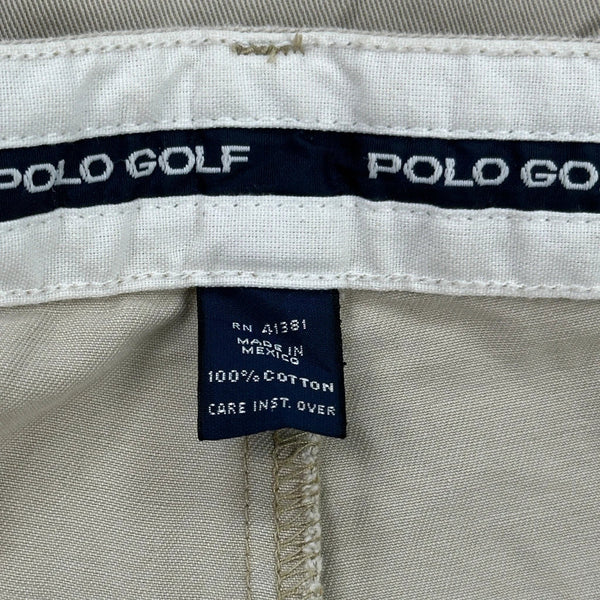 POLO GOLF POLO GO
RN 41381
MADE IN
MEXICO
100% COTTON
CARE INST. OVER